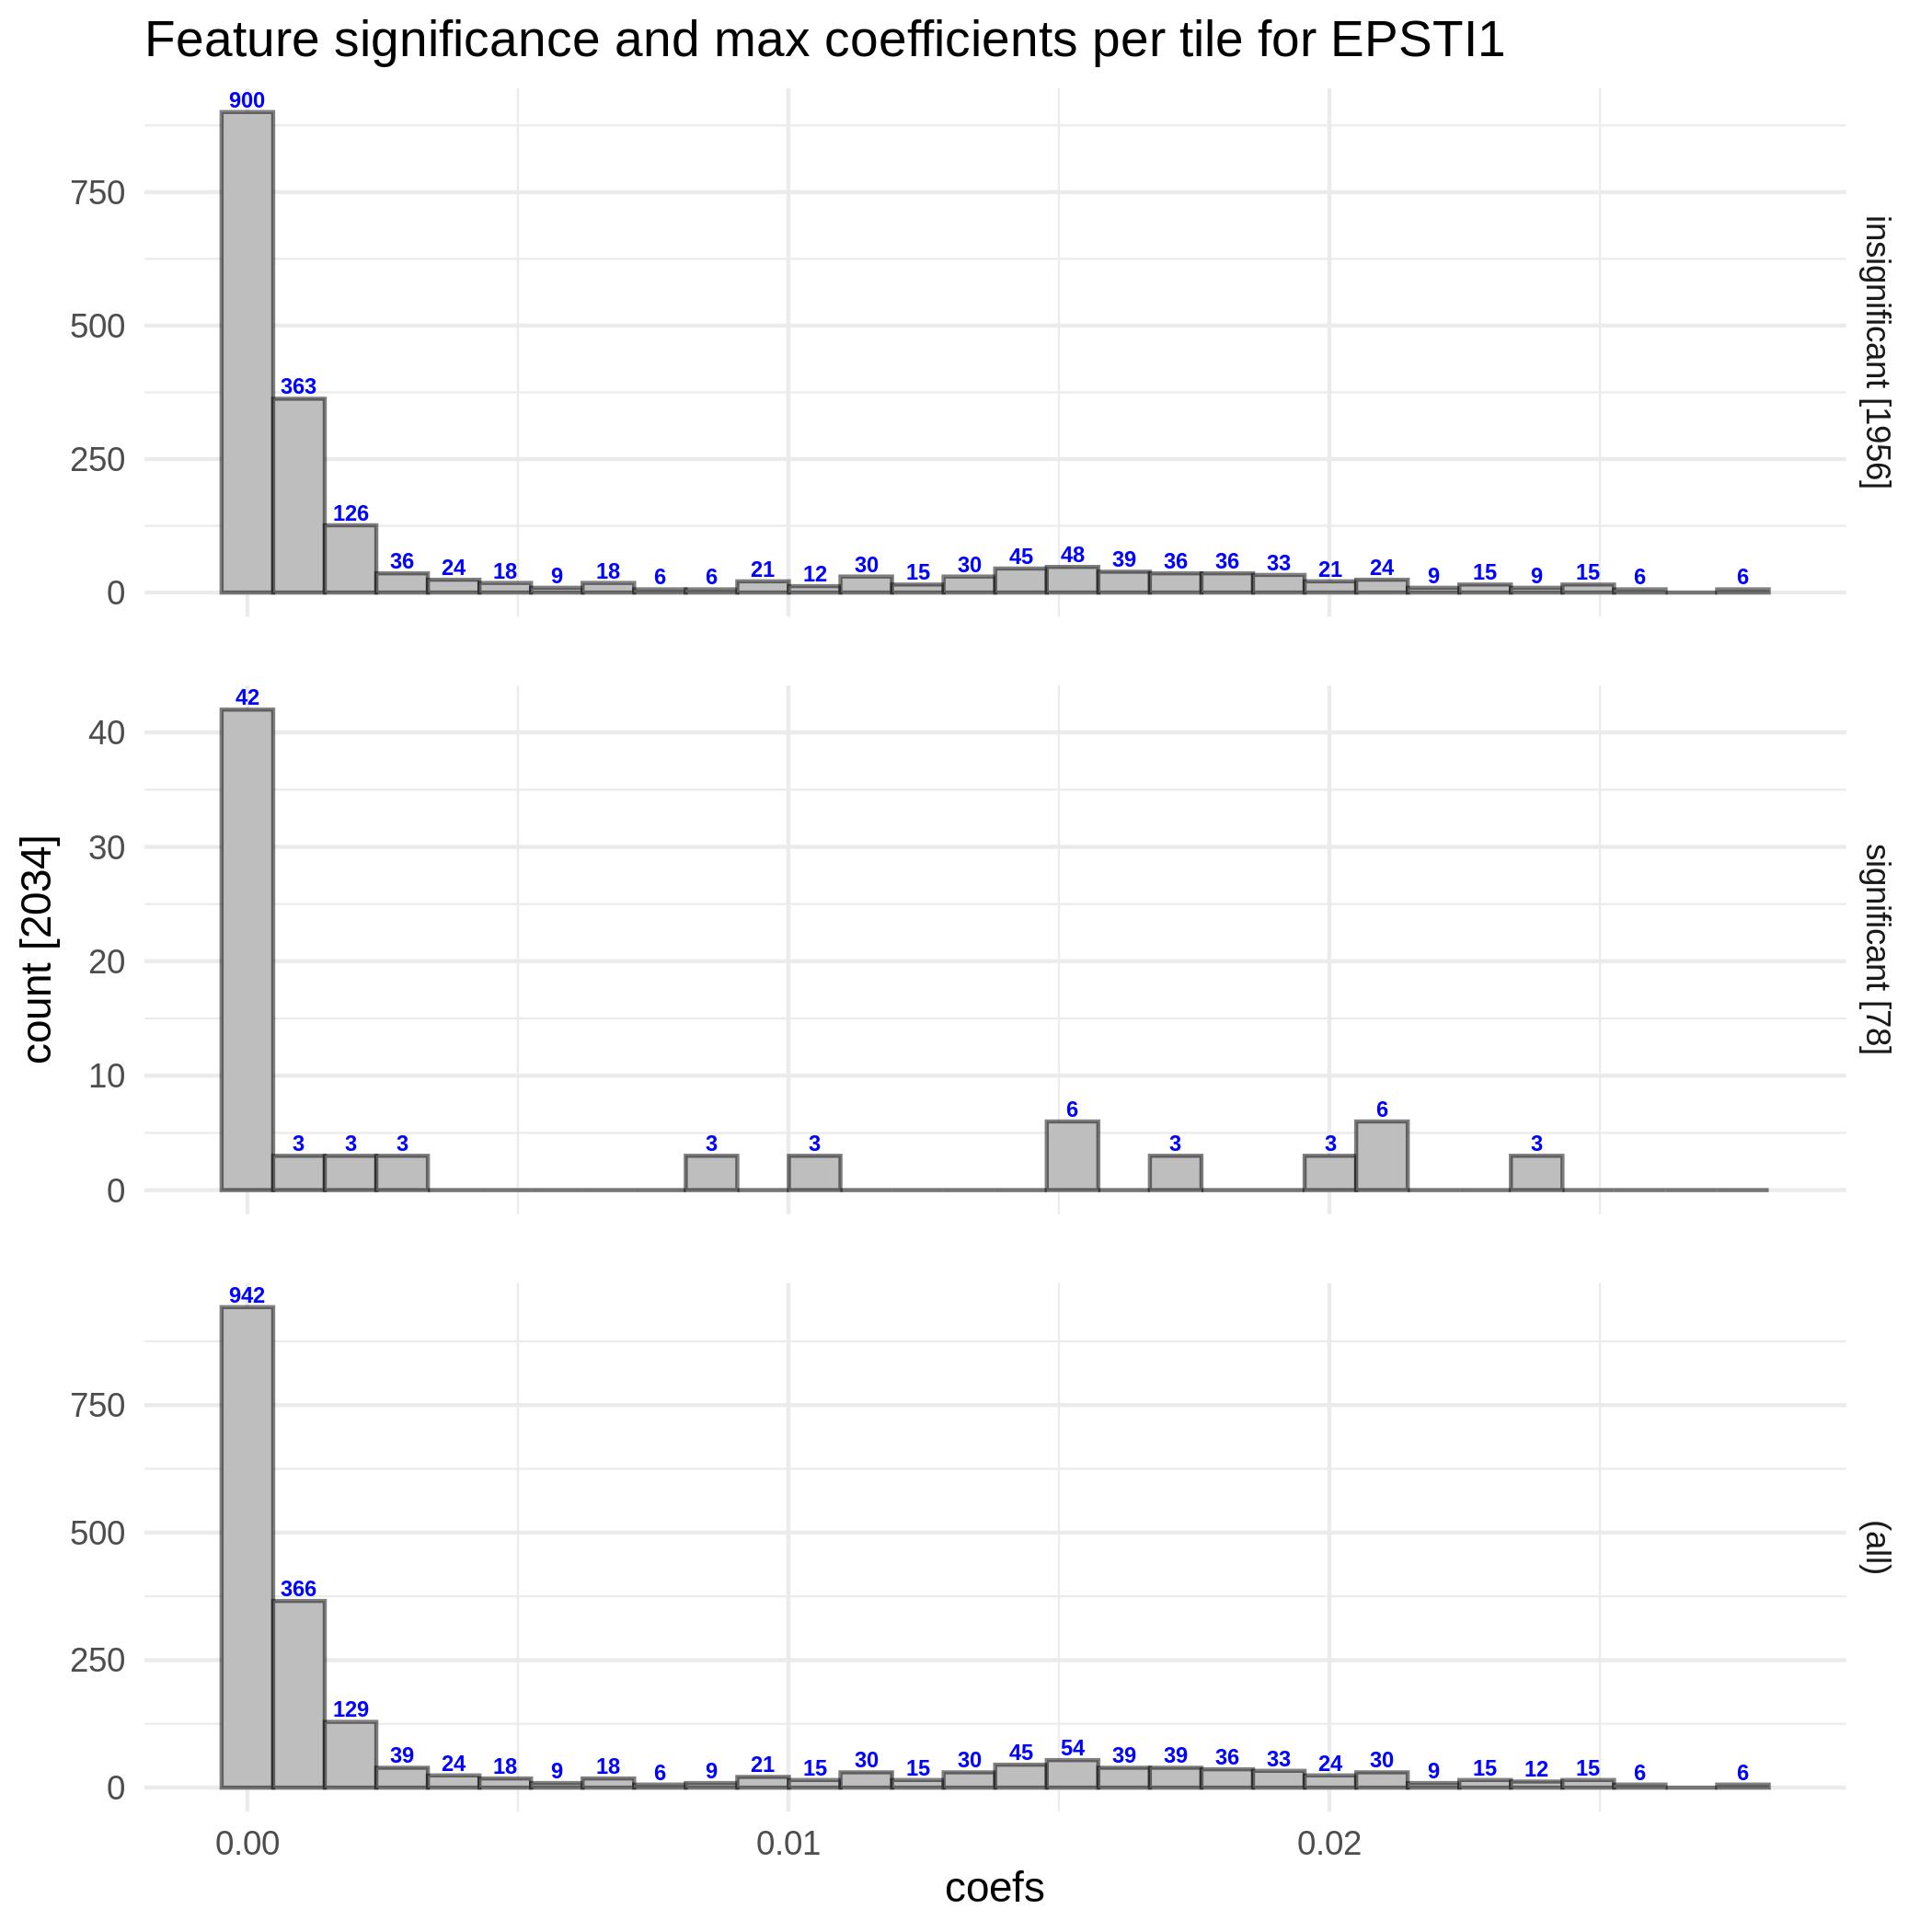 Feature significance and max coefficients per tile for EPSTI1
900
363
126
36 24 18 9 18 6 6 21 12 30 15 30 45 48 39 36 36 33 21 24 9 15 9 15 6 6
750
500
250
0
insignificant [1956]
42
3 3 3 3 3 6 3 3 6 3
40
30
20
10
0
significant [78]
count [2034]
942
366
129
39 24 18 9 18 6 9 21 15 30 15 30 45 54 39 39 36 33 24 30 9 15 12 15 6 6
750
500
250
0
(all)
0.00 0.01 0.02
coefs